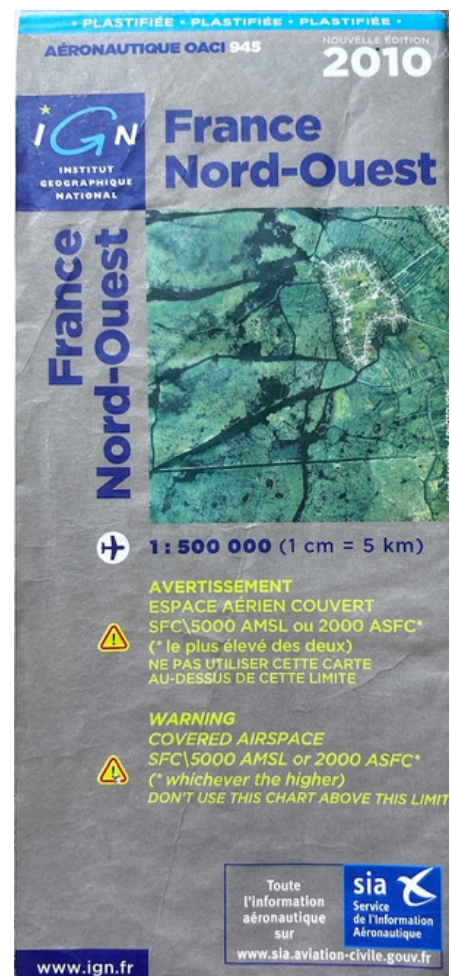 • PLASTIFIÉE • PLASTIFIÉE • PLASTIFIÉE •
AÉRONAUTIQUE OACI 945
NOUVELLE ÉDITION
2010
IGN
INSTITUT
GEOGRAPHIQUE
NATIONAL
France
Nord-Ouest
France
Nord-Ouest
1 : 500 000 (1 cm = 5 km)
AVERTISSEMENT
ESPACE AÉRIEN COUVERT
SFC\5000 AMSL ou 2000 ASFC*
(* le plus élevé des deux)
NE PAS UTILISER CETTE CARTE
AU-DESSUS DE CETTE LIMITE
WARNING
COVERED AIRSPACE
SFC\5000 AMSL or 2000 ASFC*
(* whichever the higher)
DON'T USE THIS CHART ABOVE THIS LIMIT
Toute
l'information
aéronautique
sur
sia
Service
de l'Information
Aéronautique
www.sia.aviation-civile.gouv.fr
www.ign.fr